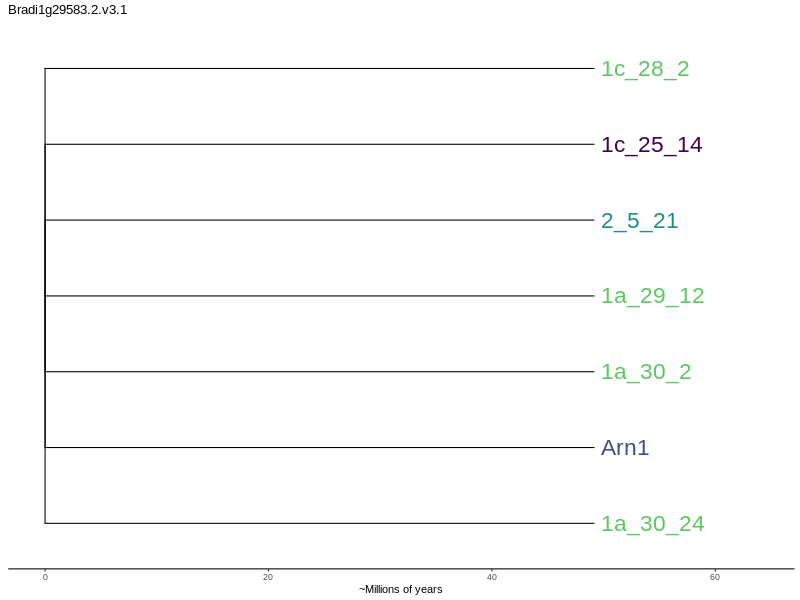 Bradi1g29583.2.v3.1
1c_28_2
1c_25_14
2_5_21
1a_29_12
1a_30_2
Arn1
1a_30_24
0 20 40 60
~Millions of years